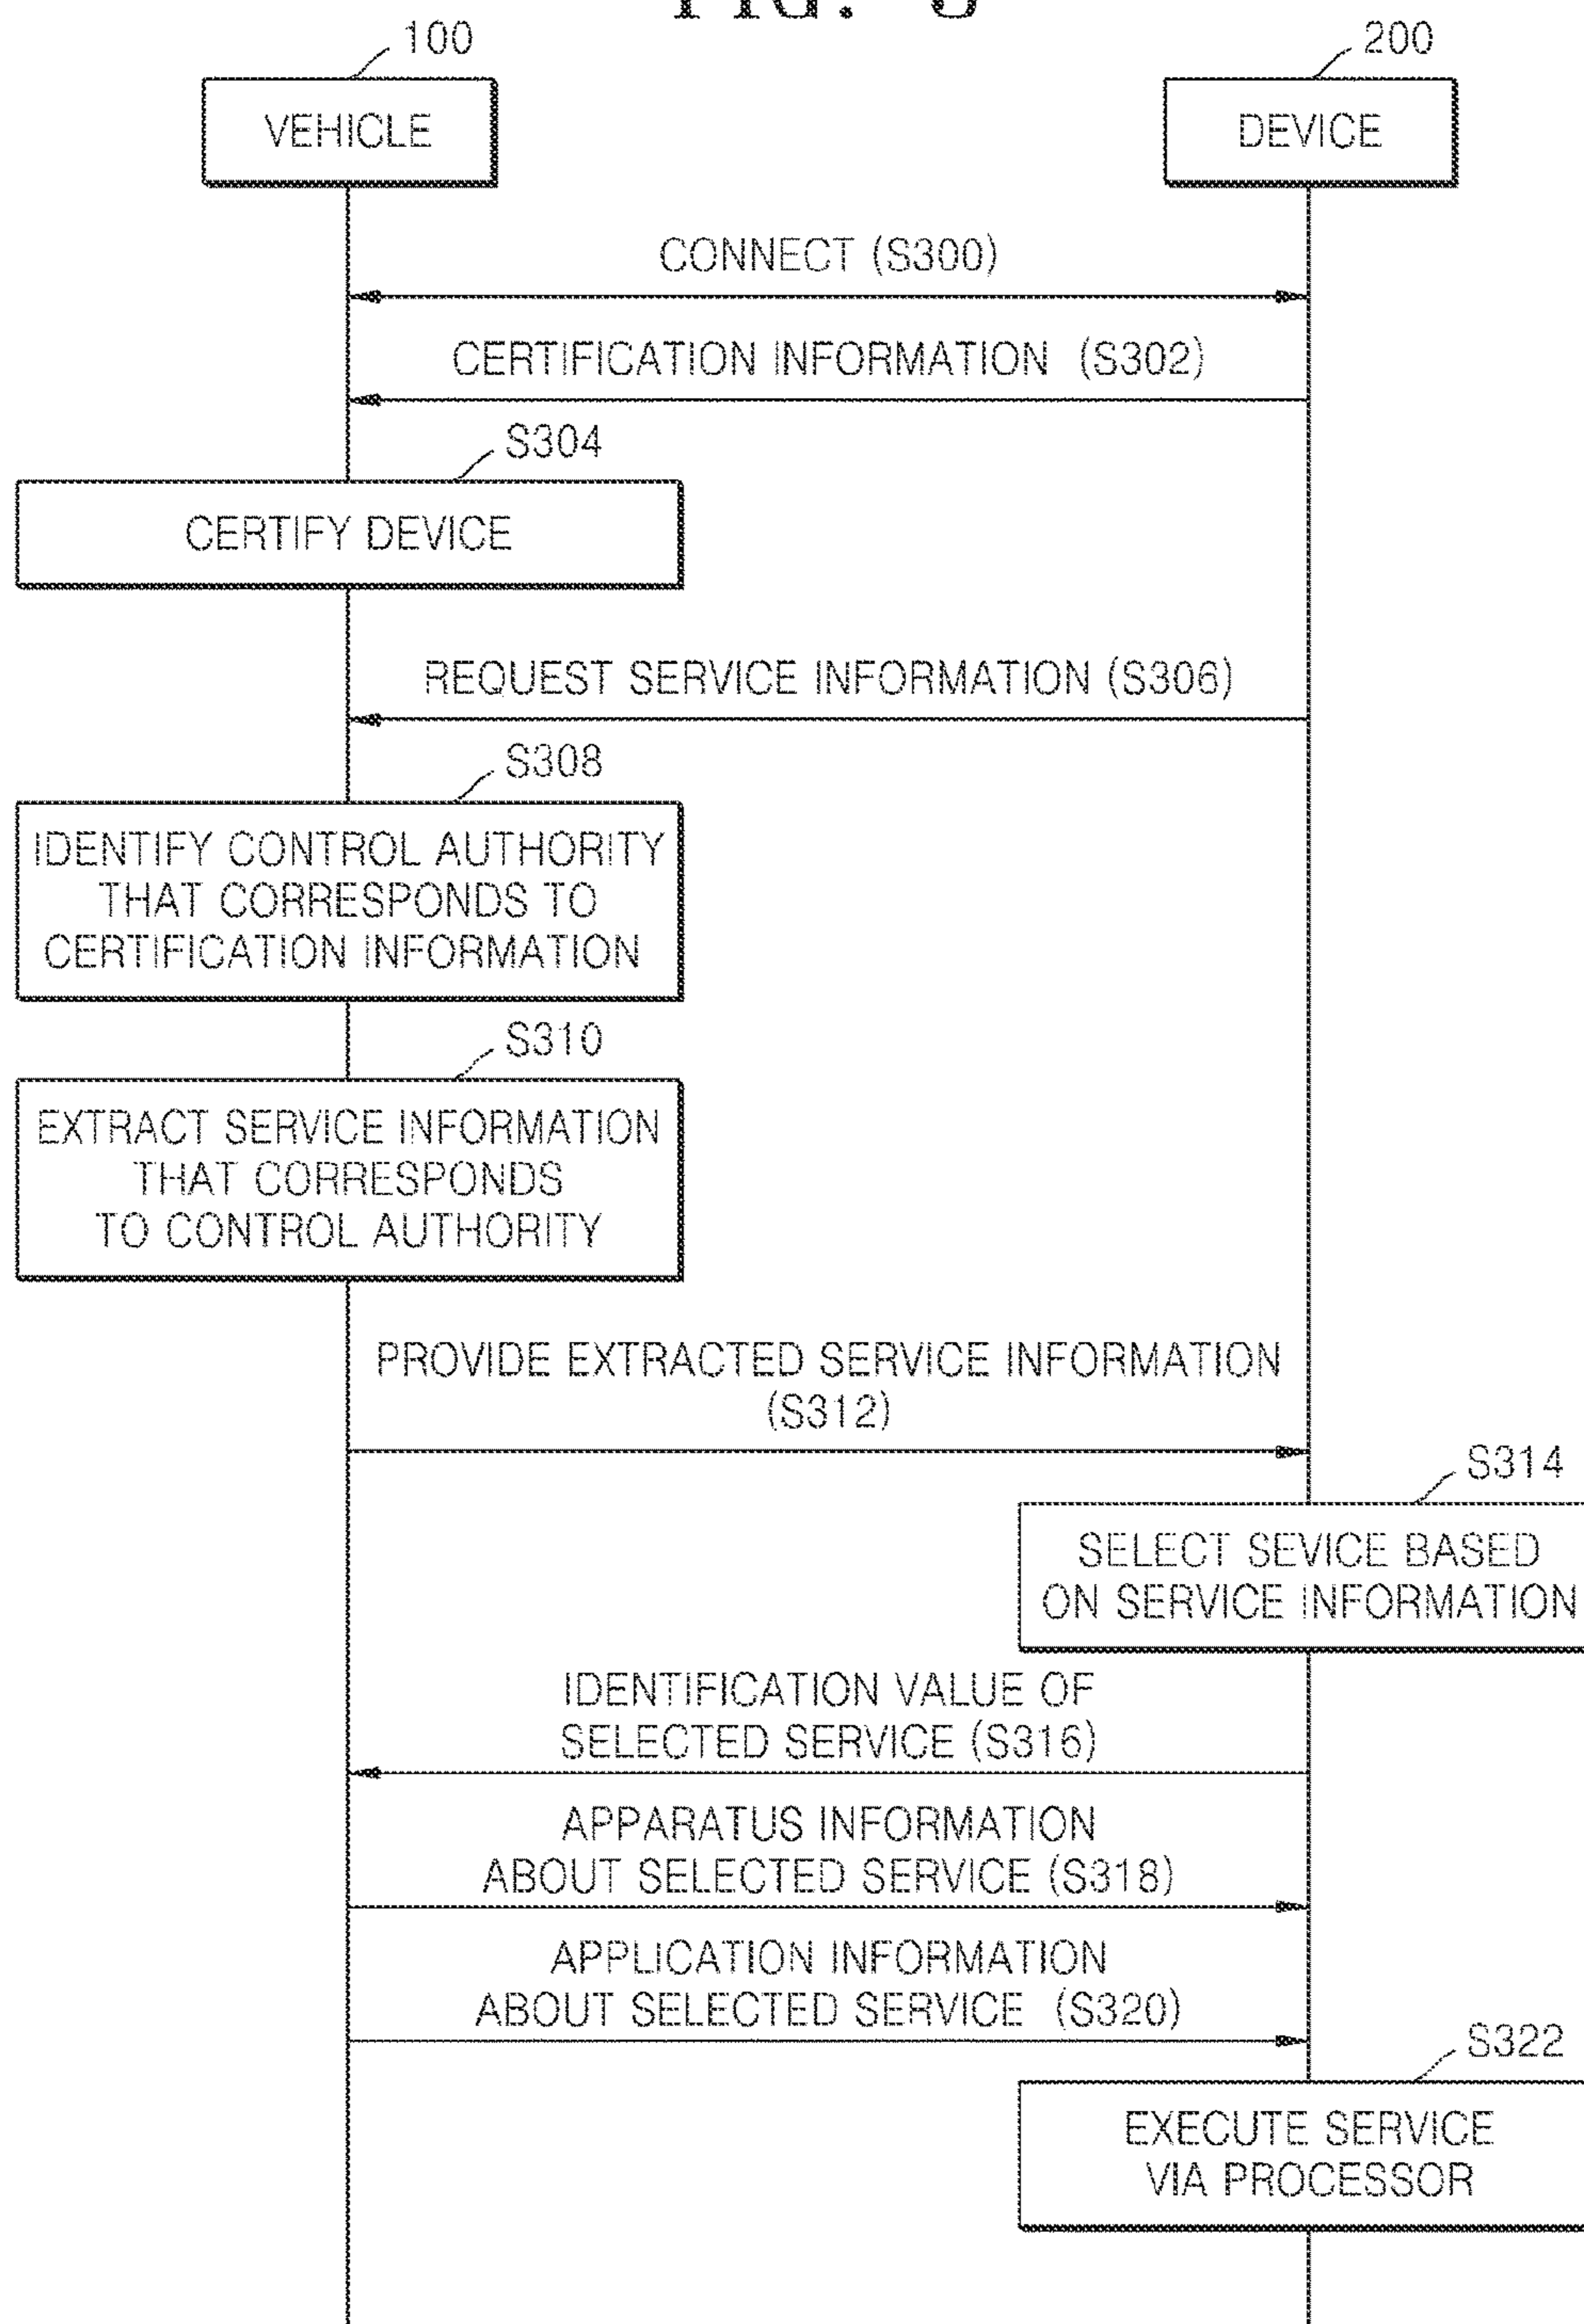 100
200
VEHICLE
DEVICE
CONNECT (S300)
CERTIFICATION INFORMATION (S302)
S304
CERTIFY DEVICE
REQUEST SERVICE INFORMATION (S306)
S308
IDENTIFY CONTROL AUTHORITY
THAT CORRESPONDS TO
CERTIFICATION INFORMATION
S310
EXTRACT SERVICE INFORMATION
THAT CORRESPONDS
TO CONTROL AUTHORITY
PROVIDE EXTRACTED SERVICE INFORMATION
(S312)
S314
SELECT SEVICE BASED
ON SERVICE INFORMATION
IDENTIFICATION VALUE OF
SELECTED SERVICE (S316)
APPARATUS INFORMATION
ABOUT SELECTED SERVICE (S318)
APPLICATION INFORMATION
ABOUT SELECTED SERVICE (S320)
S322
EXECUTE SERVICE
VIA PROCESSOR